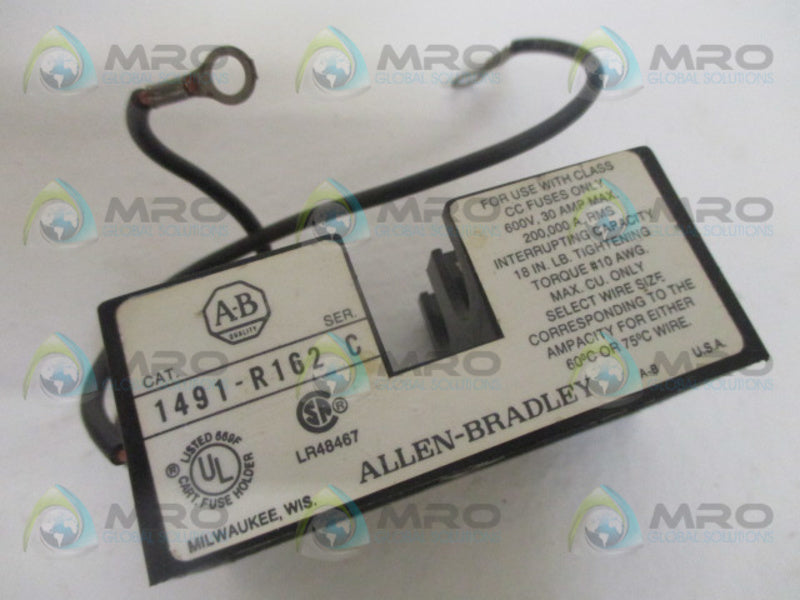 A-B
QUALITY
SER.
CAT.
1491-R162 C
LISTED 669F
UL
CART. FUSE HOLDER
®
SA ®
LR48467
ALLEN-BRADLEY
MILWAUKEE, WIS.
FOR USE WITH CLASS
CC FUSES ONLY
600V. 30 AMP MAX.
200,000 A. RMS
INTERRUPTING CAPACITY
18 IN. LB. TIGHTENING
TORQUE #10 AWG.
MAX. CU. ONLY
SELECT WIRE SIZE
CORRESPONDING TO THE
AMPACITY FOR EITHER
60°C OR 75°C WIRE.
A-B
U.S.A.
MRO
GLOBAL SOLUTIONS